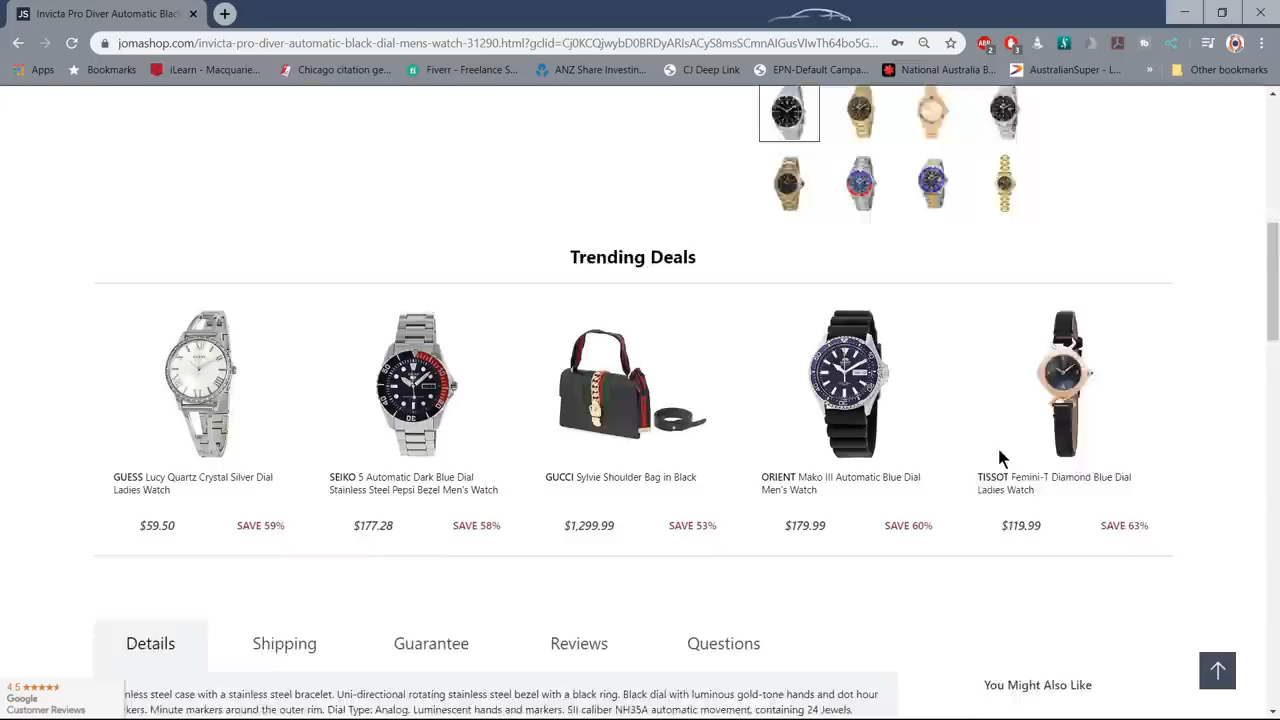 JS Invicta Pro Diver Automatic Blac
jomashop.com/invicta-pro-diver-automatic-black-dial-mens-watch-31290.html?gclid=Cj0KCQjwybD0BRDyARIsACyS8msSCmnAIGusVIwTh64bo5G...
Apps Bookmarks iLearn - Macquarie... Chicago citation ge... Fiverr - Freelance S... ANZ Share Investin... CJ Deep Link EPN-Default Campa... National Australia B... AustralianSuper - L... » Other bookmarks
Trending Deals
GUESS Lucy Quartz Crystal Silver Dial
Ladies Watch
$59.50 SAVE 59%
SEIKO 5 Automatic Dark Blue Dial
Stainless Steel Pepsi Bezel Men's Watch
$177.28 SAVE 58%
GUCCI Sylvie Shoulder Bag in Black
$1,299.99 SAVE 53%
ORIENT Mako III Automatic Blue Dial
Men's Watch
$179.99 SAVE 60%
TISSOT Femini-T Diamond Blue Dial
Ladies Watch
$119.99 SAVE 63%
Details Shipping Guarantee Reviews Questions
nless steel case with a stainless steel bracelet. Uni-directional rotating stainless steel bezel with a black ring. Black dial with luminous gold-tone hands and dot hour
kers. Minute markers around the outer rim. Dial Type: Analog. Luminescent hands and markers. SII caliber NH35A automatic movement, containing 24 Jewels,
You Might Also Like
4.5
Google
Customer Reviews